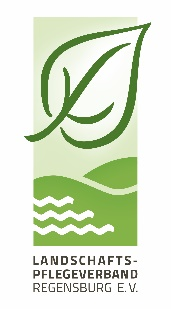 LANDSCHAFTS-
PFLEGEVERBAND
REGENSBURG E.V.